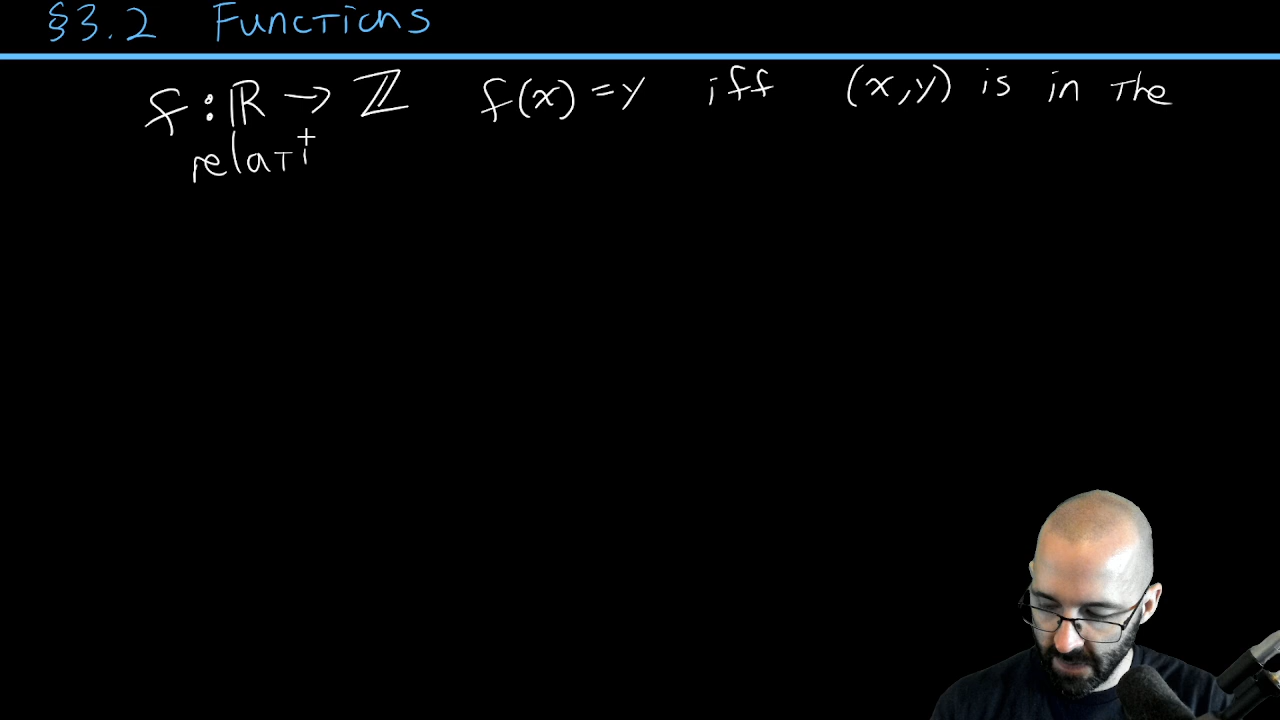 §3.2 Functions
f : ℝ → ℤ f(x) = y iff (x,y) is in the
relati